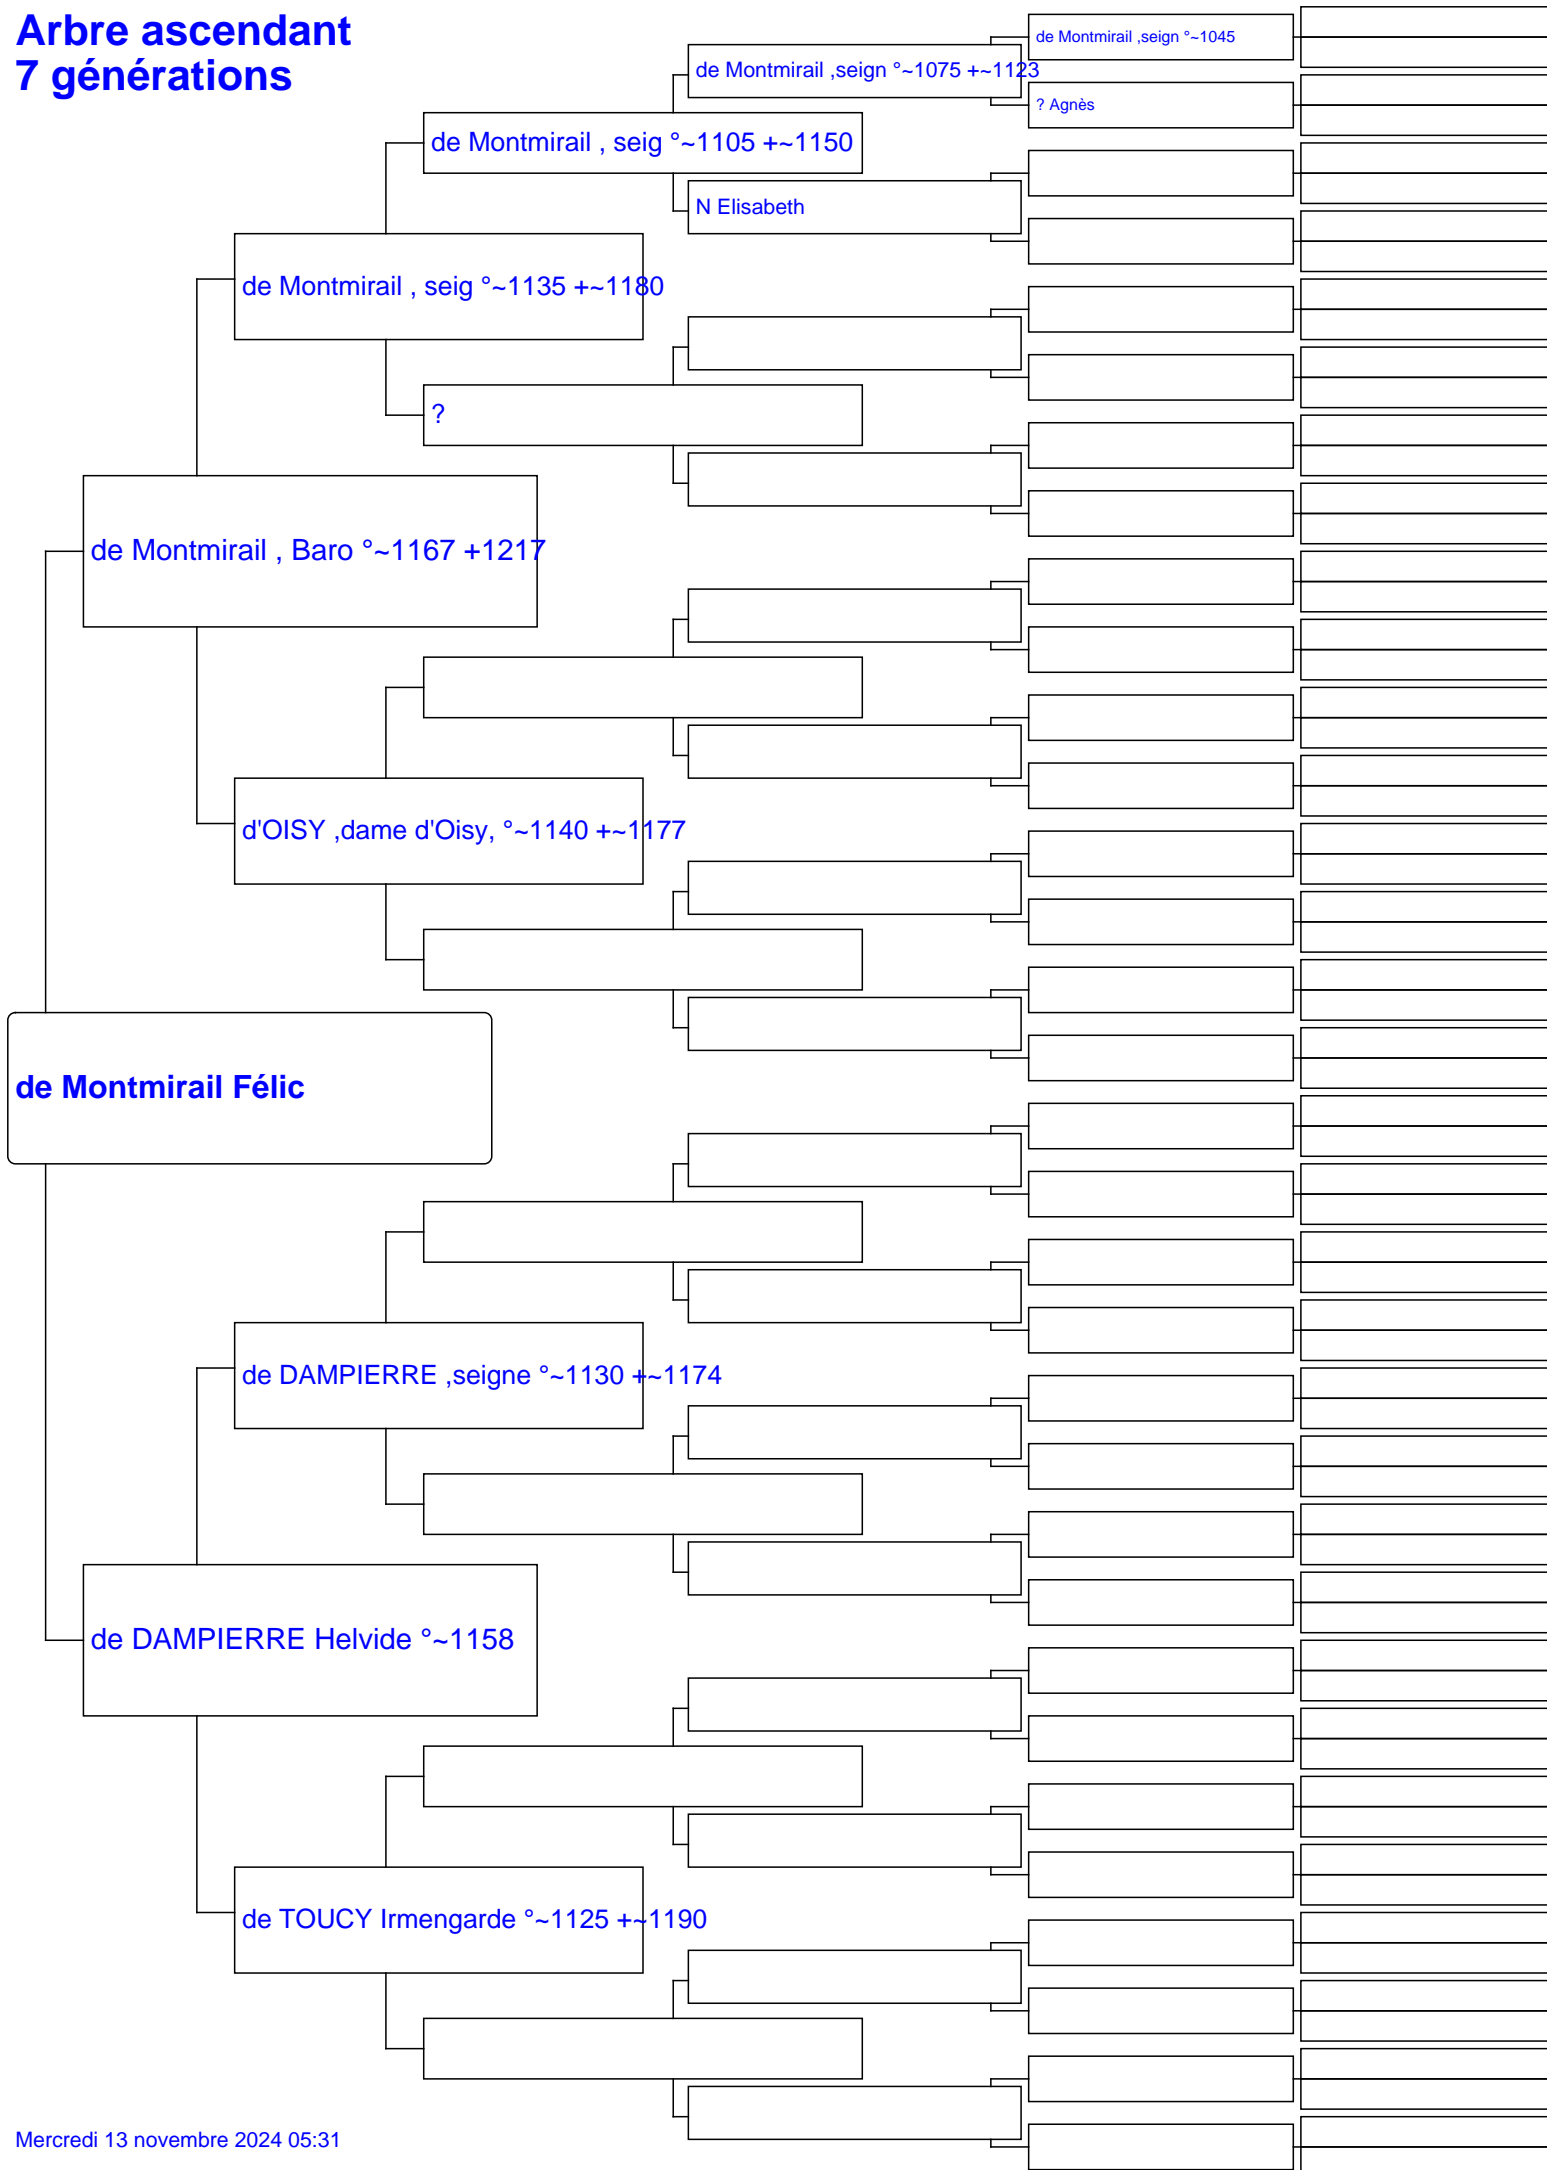 Arbre ascendant
7 générations
de Montmirail ,seign °~1045
de Montmirail ,seign °~1075 +~1123
? Agnès
de Montmirail , seig °~1105 +~1150
N Elisabeth
de Montmirail , seig °~1135 +~1180
?
de Montmirail , Baro °~1167 +1217
d'OISY ,dame d'Oisy, °~1140 +~1177
de Montmirail Félic
de DAMPIERRE ,seigne °~1130 +~1174
de DAMPIERRE Helvide °~1158
de TOUCY Irmengarde °~1125 +~1190
Mercredi 13 novembre 2024 05:31